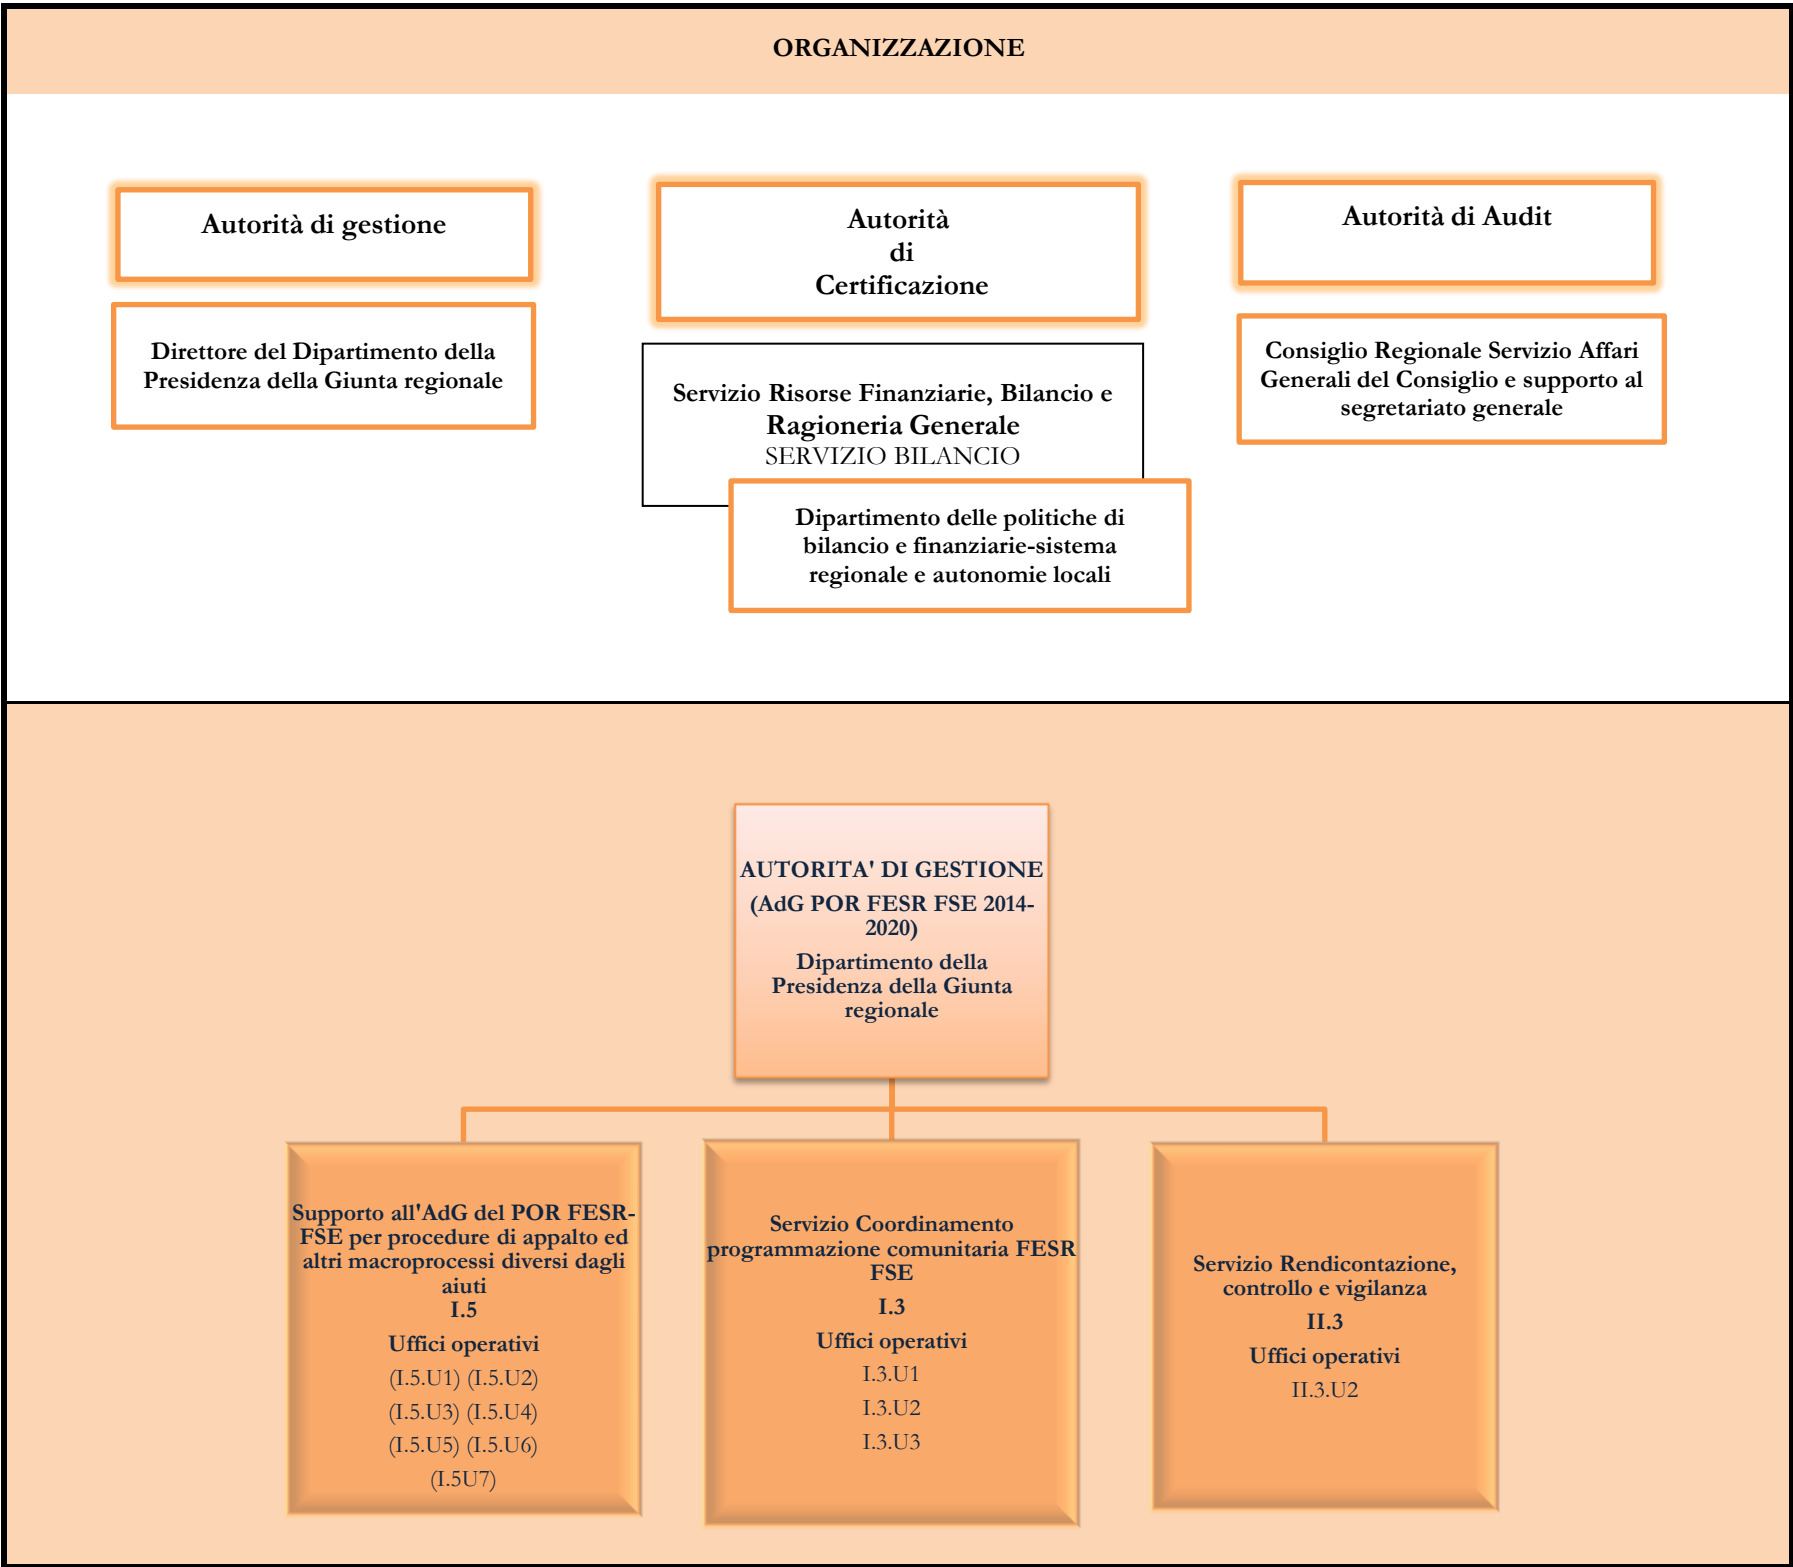 ORGANIZZAZIONE
Autorità di gestione
Direttore del Dipartimento della
Presidenza della Giunta regionale
Autorità
di
Certificazione
Servizio Risorse Finanziarie, Bilancio e
Ragioneria Generale
SERVIZIO BILANCIO
Dipartimento delle politiche di
bilancio e finanziarie-sistema
regionale e autonomie locali
Autorità di Audit
Consiglio Regionale Servizio Affari
Generali del Consiglio e supporto al
segretariato generale
AUTORITA' DI GESTIONE
(AdG POR FESR FSE 2014-
2020)
Dipartimento della
Presidenza della Giunta
regionale
Supporto all'AdG del POR FESR-
FSE per procedure di appalto ed
altri macroprocessi diversi dagli
aiuti
I.5
Uffici operativi
(I.5.U1) (I.5.U2)
(I.5.U3) (I.5.U4)
(I.5.U5) (I.5.U6)
(I.5U7)
Servizio Coordinamento
programmazione comunitaria FESR
FSE
I.3
Uffici operativi
I.3.U1
I.3.U2
I.3.U3
Servizio Rendicontazione,
controllo e vigilanza
II.3
Uffici operativi
II.3.U2